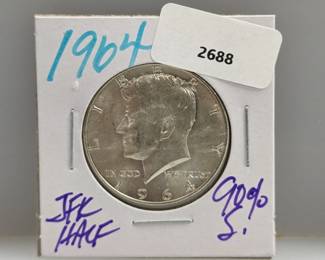 1964
2688
LIBERTY
IN GOD WE TRUST
1964
JFK
HALF
90%
S.